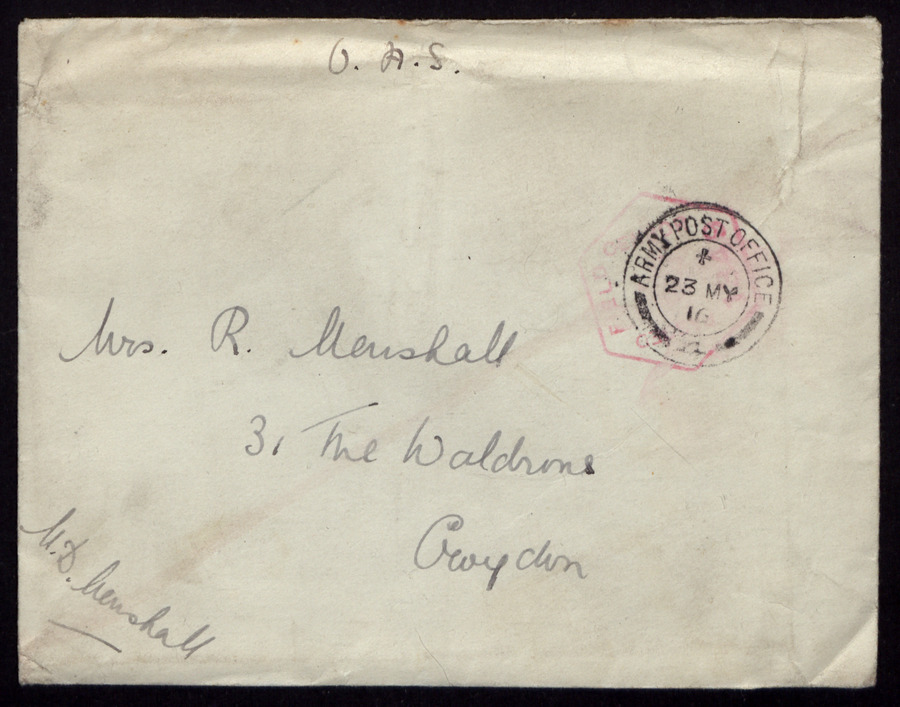 O. A. S.
ARMY POST OFFICE
23 MY
16
Mrs. R. Menshall
3, The Waldrons
Croydon
M.D. Menshall